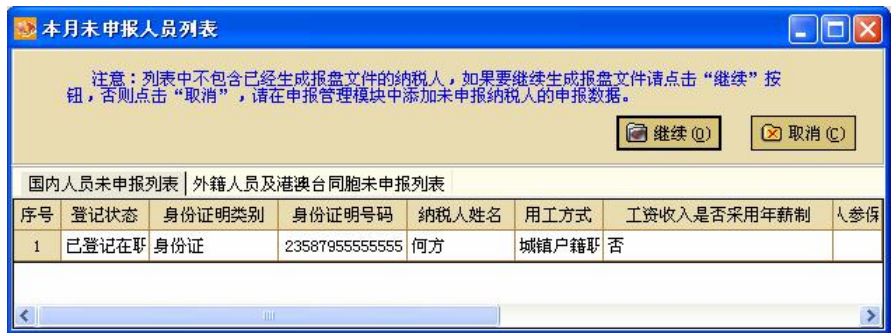 本月未申报人员列表
注意：列表中不包含已经生成报盘文件的纳税人，如果要继续生成报盘文件请点击“继续”按
钮，否则点击“取消”，请在申报管理模块中添加未申报纳税人的申报数据。
继续(O) 取消(C)
国内人员未申报列表 外籍人员及港澳台同胞未申报列表
序号 登记状态 身份证明类别 身份证明号码 纳税人姓名 用工方式 工资收入是否采用年薪制 人参保
1 已登记在职 身份证 23587955555555 何方 城镇户籍职 否